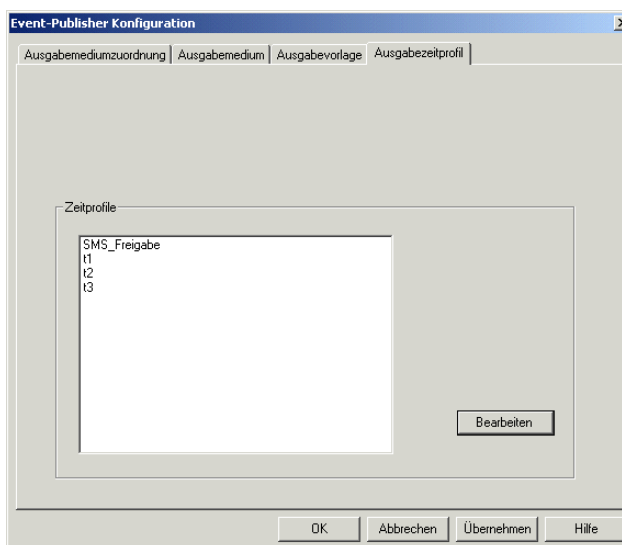 Event-Publisher Konfiguration
Ausgabemediumzuordnung Ausgabemedium Ausgabevorlage Ausgabezeitprofil
Zeitprofile
SMS_Freigabe
t1
t2
t3
Bearbeiten
OK Abbrechen Übernehmen Hilfe